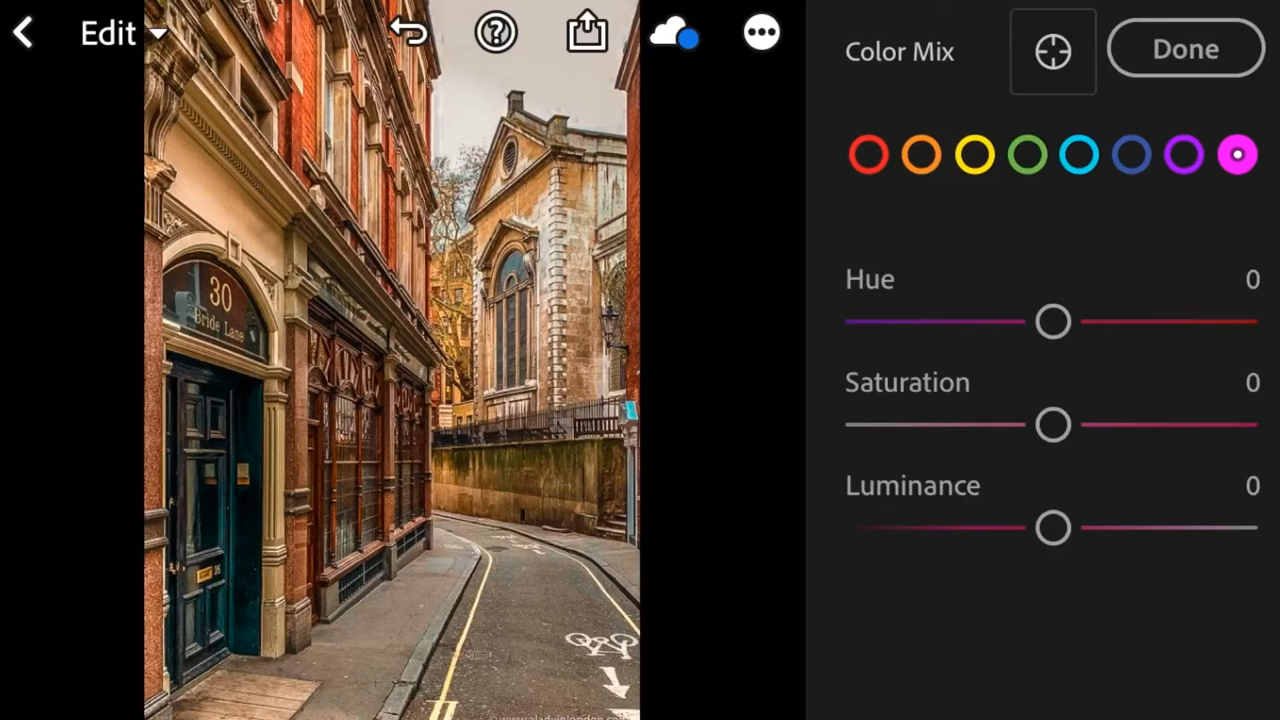 Edit
Color Mix
Done
Hue 0
Saturation 0
Luminance 0
30
Bride Lane